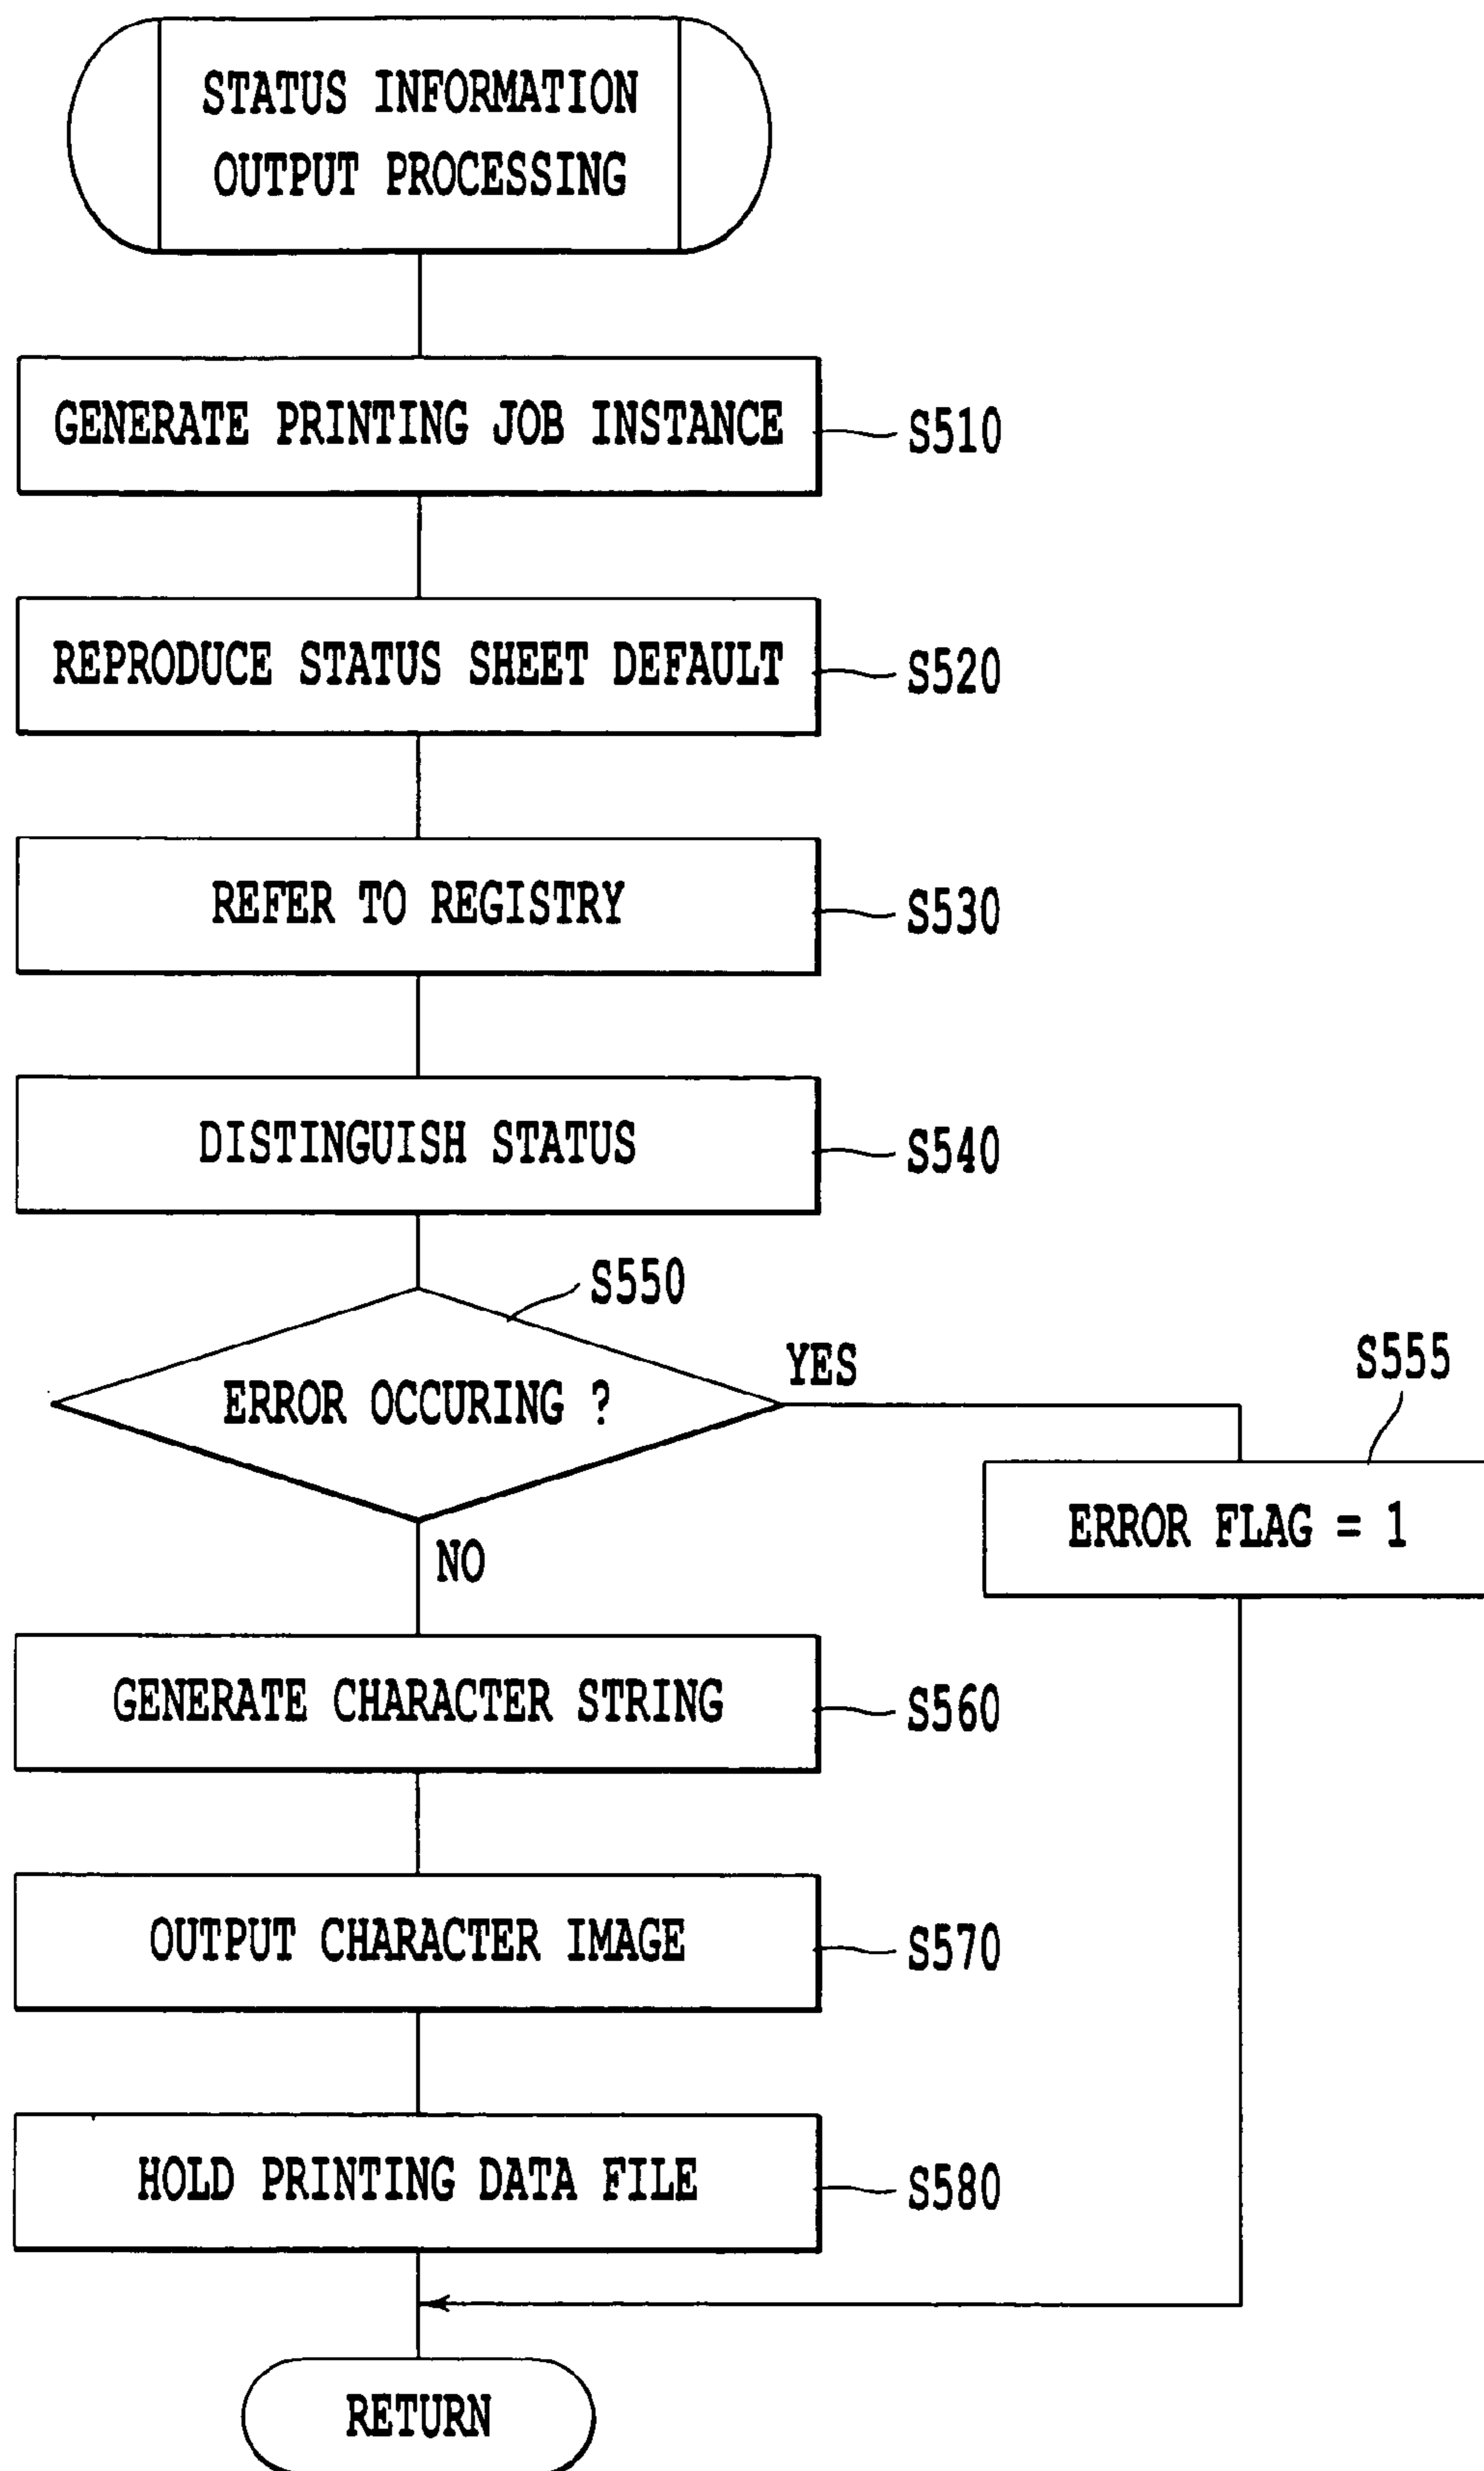 STATUS INFORMATION
OUTPUT PROCESSING
GENERATE PRINTING JOB INSTANCE
S510
REPRODUCE STATUS SHEET DEFAULT
S520
REFER TO REGISTRY
S530
DISTINGUISH STATUS
S540
S550
ERROR OCCURING ?
YES
S555
ERROR FLAG = 1
NO
GENERATE CHARACTER STRING
S560
OUTPUT CHARACTER IMAGE
S570
HOLD PRINTING DATA FILE
S580
RETURN